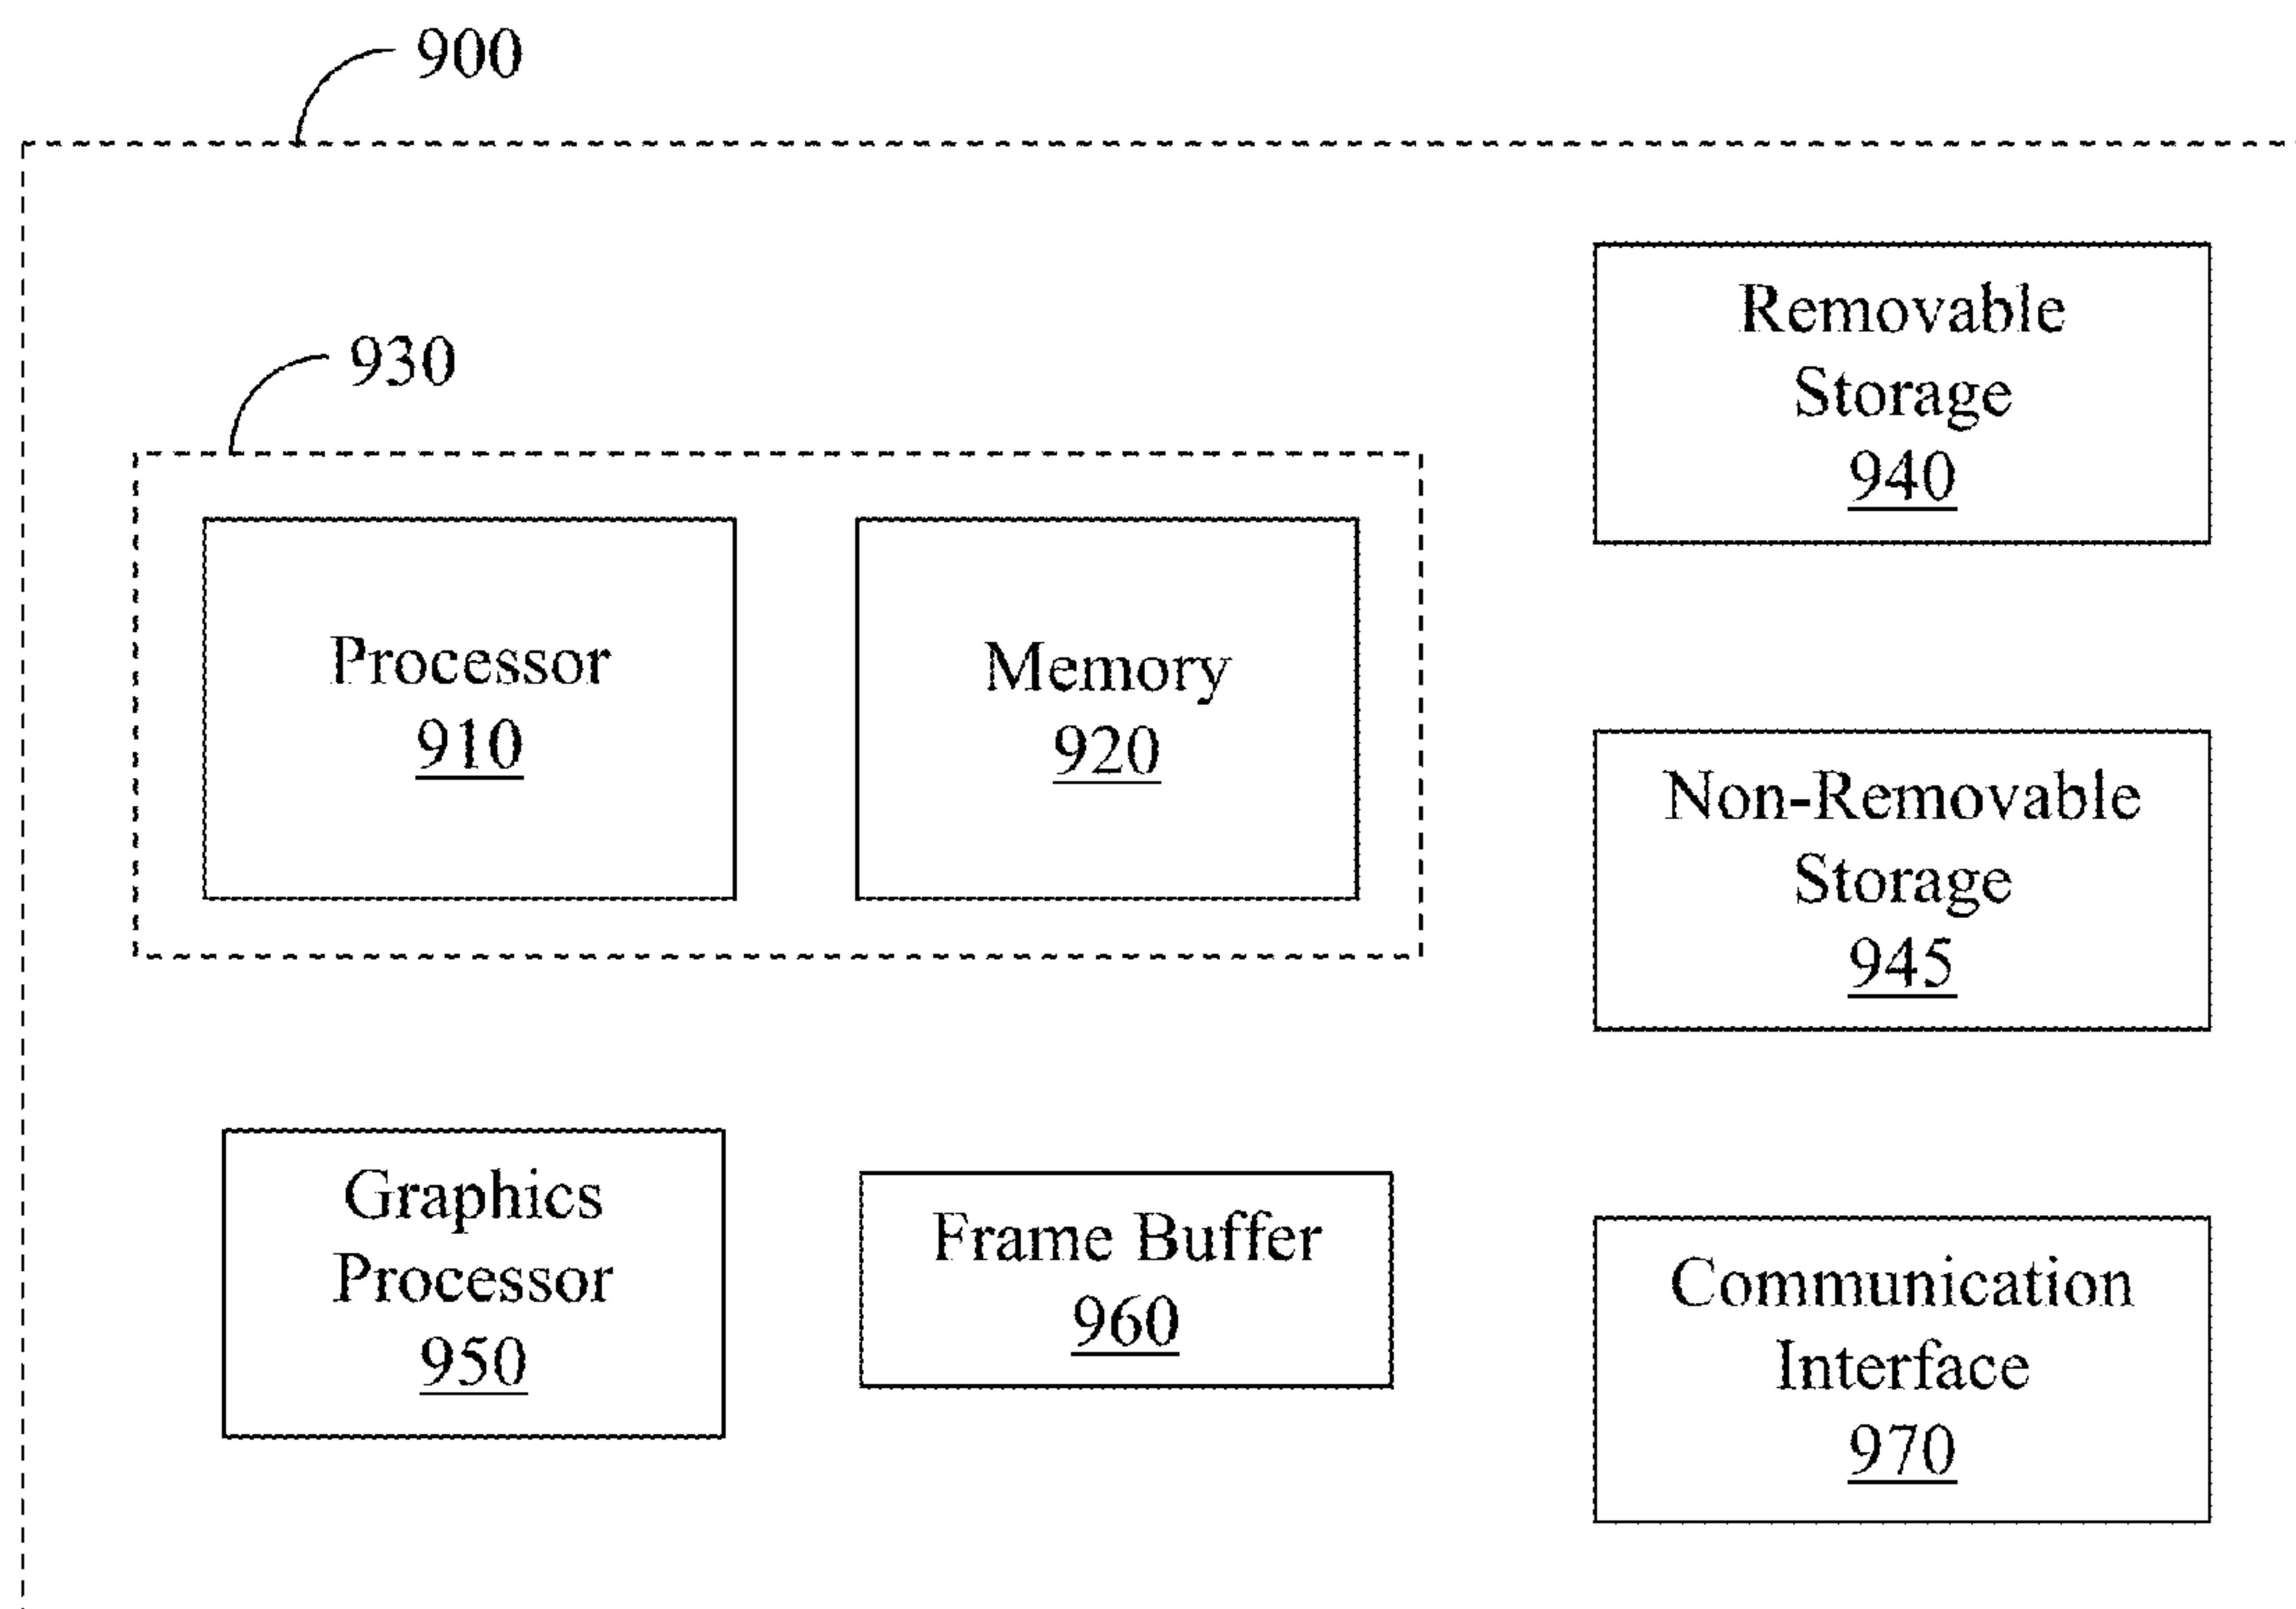 900
930
Processor
910
Memory
920
Removable
Storage
940
Non-Removable
Storage
945
Graphics
Processor
950
Frame Buffer
960
Communication
Interface
970